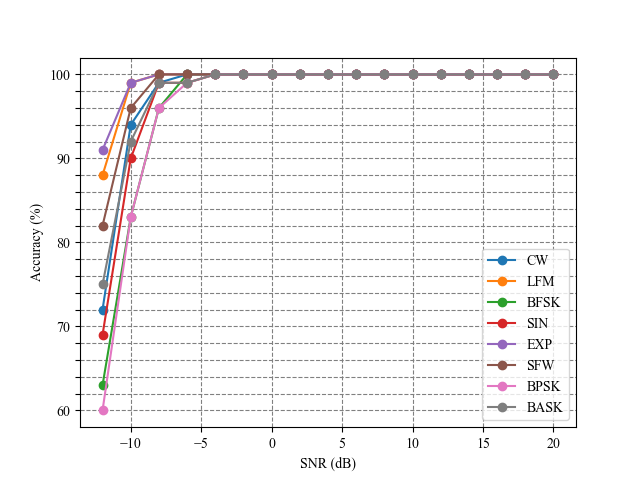 100
90
80
70
60
Accuracy (%)
−10
−5
0
5
10
15
20
SNR (dB)
CW
LFM
BFSK
SIN
EXP
SFW
BPSK
BASK